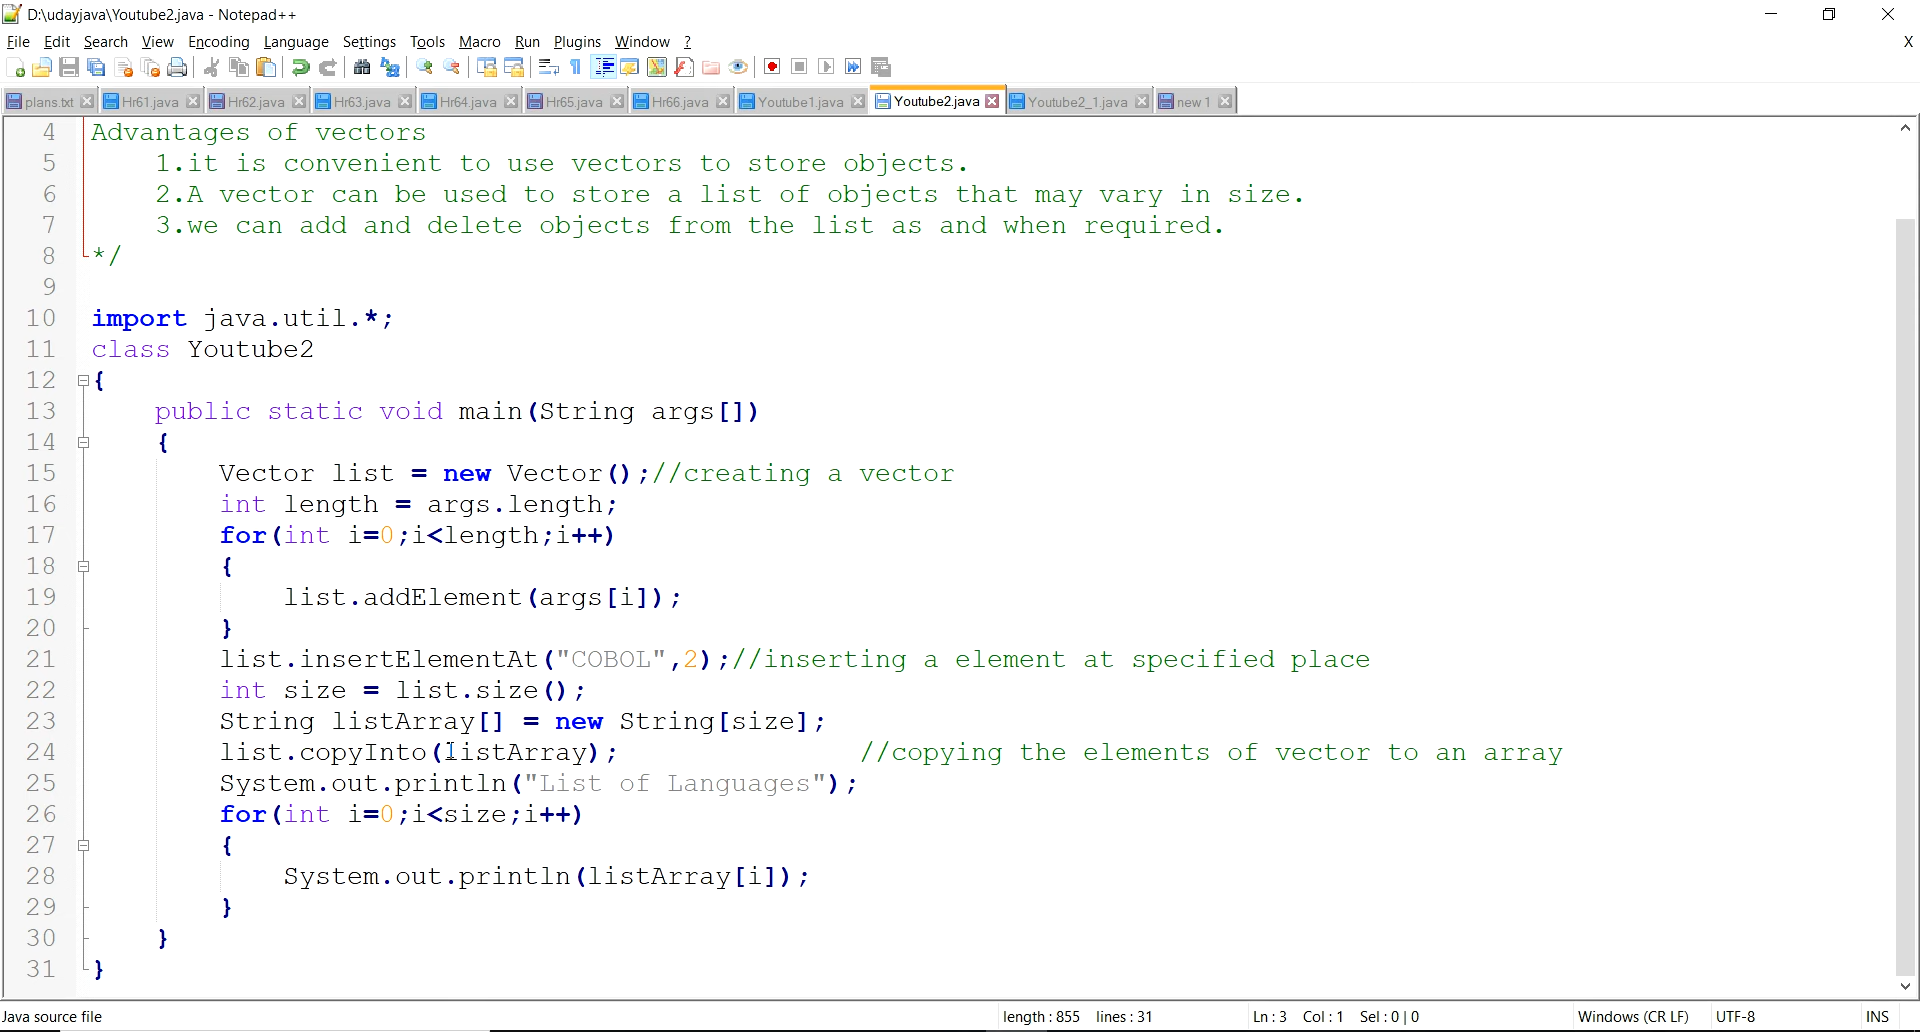 D:\udayjava\Youtube2.java - Notepad++
File Edit Search View Encoding Language Settings Tools Macro Run Plugins Window ? X
plans.txt Hr61.java Hr62.java Hr63.java Hr64.java Hr65.java Hr66.java Youtube1.java Youtube2.java Youtube2_1.java new 1
4 Advantages of vectors
5 1.it is convenient to use vectors to store objects.
6 2.A vector can be used to store a list of objects that may vary in size.
7 3.we can add and delete objects from the list as and when required.
8 */
9
10 import java.util.*;
11 class Youtube2
12 {
13 public static void main(String args[])
14 {
15 Vector list = new Vector();//creating a vector
16 int length = args.length;
17 for(int i=0;i<length;i++)
18 {
19 list.addElement(args[i]);
20 }
21 list.insertElementAt("COBOL",2);//inserting a element at specified place
22 int size = list.size();
23 String listArray[] = new String[size];
24 list.copyInto(listArray); //copying the elements of vector to an array
25 System.out.println("List of Languages");
26 for(int i=0;i<size;i++)
27 {
28 System.out.println(listArray[i]);
29 }
30 }
31 }
Java source file length : 855 lines : 31 Ln : 3 Col : 1 Sel : 0 | 0 Windows (CR LF) UTF-8 INS